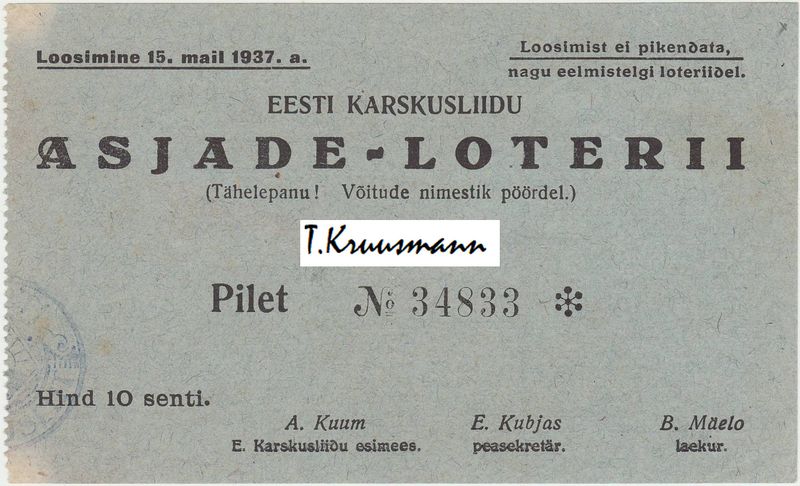 Loosimine 15. mail 1937. a.
Loosimist ei pikendata,
nagu eelmistelgi loteriidel.
EESTI KARSKUSLIIDU
ASJADE-LOTERII
(Tähelepanu! Võitude nimestik pöördel.)
T.Kruusmann
Pilet № 34833 *
Hind 10 senti.
A. Kuum E. Kubjas B. Mäelo
E. Karskusliidu esimees. peasekretär. laekur.